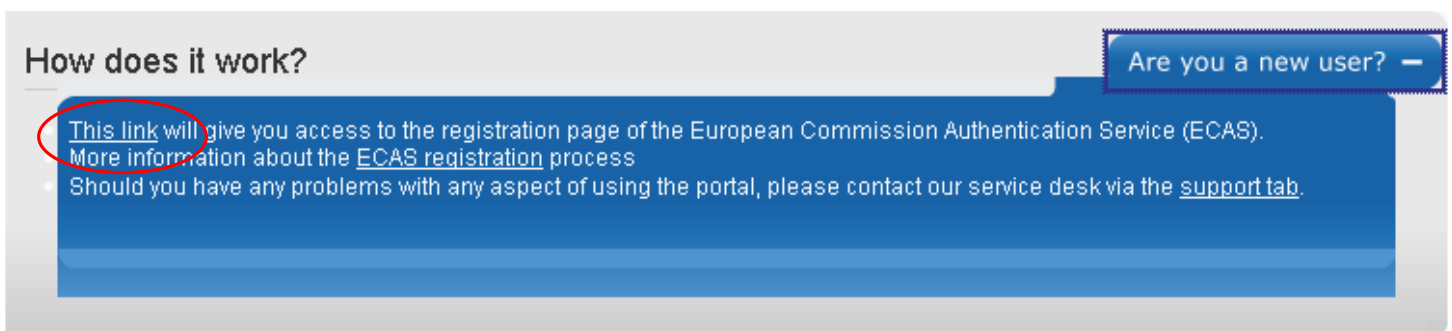 How does it work?
Are you a new user?
This link will give you access to the registration page of the European Commission Authentication Service (ECAS).
More information about the ECAS registration process
Should you have any problems with any aspect of using the portal, please contact our service desk via the support tab.